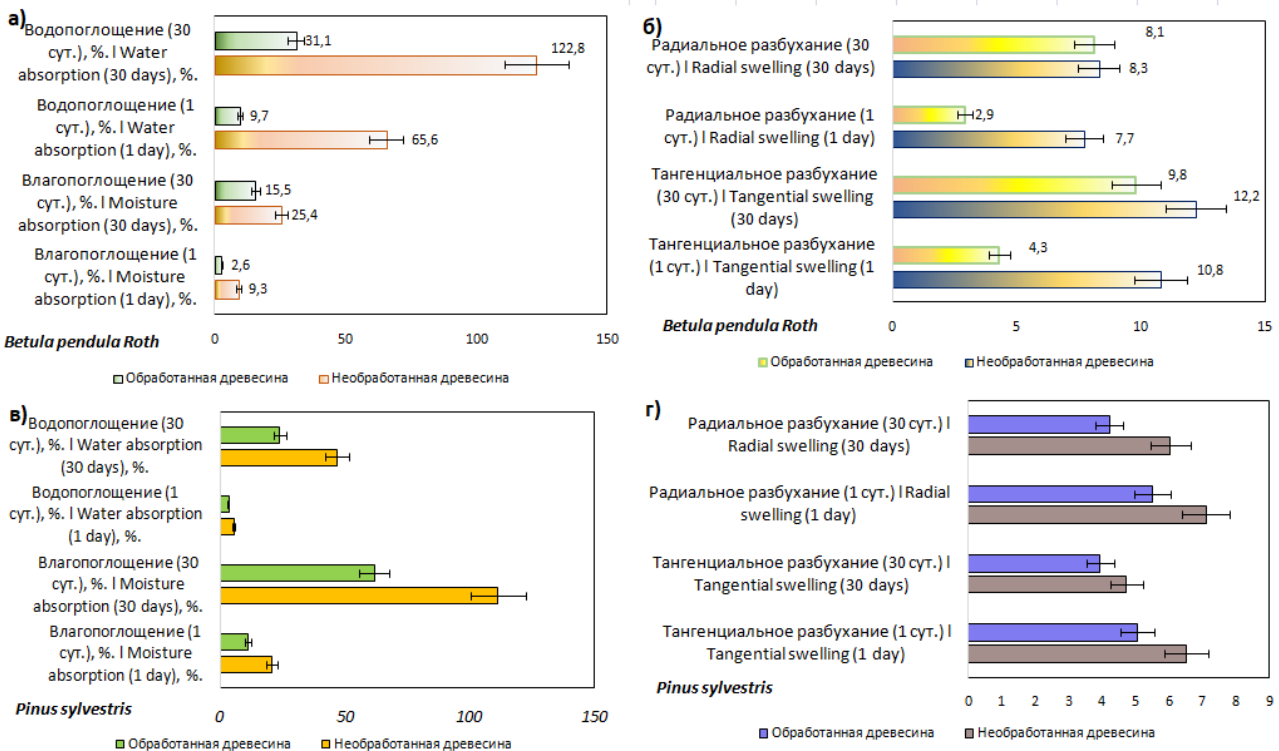 а)
Водопоглощение (30
сут.), %. l Water
absorption (30 days), %.
31,1
122,8
Водопоглощение (1
сут.), %. l Water
absorption (1 day), %.
9,7
65,6
Влагопоглощение (30
сут.), %. l Moisture
absorption (30 days), %.
15,5
25,4
Влагопоглощение (1
сут.), %. l Moisture
absorption (1 day), %.
2,6
9,3
Betula pendula Roth
0 50 100 150
Обработанная древесина Необработанная древесина
б)
Радиальное разбухание (30
сут.) l Radial swelling (30 days)
8,1
8,3
Радиальное разбухание (1
сут.) l Radial swelling (1 day)
2,9
7,7
Тангенциальное разбухание
(30 сут.) l Tangential swelling
(30 days)
9,8
12,2
Тангенциальное разбухание
(1 сут.) l Tangential swelling (1
day)
4,3
10,8
Betula pendula Roth
0 5 10 15
Обработанная древесина Необработанная древесина
в)
Водопоглощение (30
сут.), %. l Water absorption
(30 days), %.
Водопоглощение (1
сут.), %. l Water absorption
(1 day), %.
Влагопоглощение (30
сут.), %. l Moisture
absorption (30 days), %.
Влагопоглощение (1
сут.), %. l Moisture
absorption (1 day), %.
Pinus sylvestris
0 50 100 150
Обработанная древесина Необработанная древесина
г)
Радиальное разбухание (30 сут.) l
Radial swelling (30 days)
Радиальное разбухание (1 сут.) l Radial
swelling (1 day)
Тангенциальное разбухание (30 сут.) l
Tangential swelling (30 days)
Тангенциальное разбухание (1 сут.) l
Tangential swelling (1 day)
Pinus sylvestris
0 1 2 3 4 5 6 7 8 9
Обработанная древесина Необработанная древесина